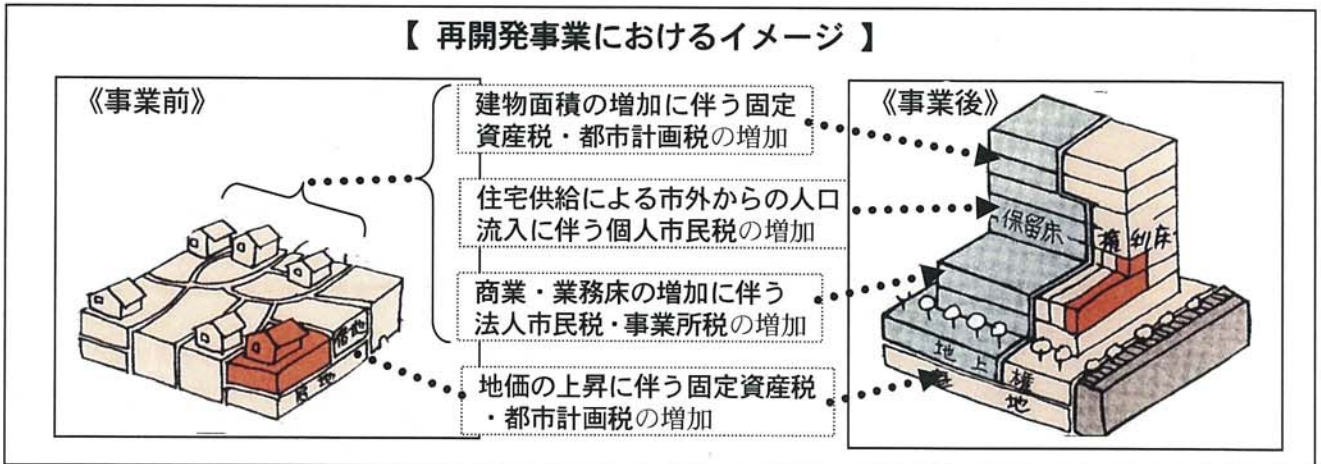 【 再開発事業におけるイメージ 】
《事業前》
借地
底地
建物面積の増加に伴う固定
資産税・都市計画税の増加
住宅供給による市外からの人口
流入に伴う個人市民税の増加
商業・業務床の増加に伴う
法人市民税・事業所税の増加
地価の上昇に伴う固定資産税
・都市計画税の増加
《事業後》
保留床
権利床
地上権
底地